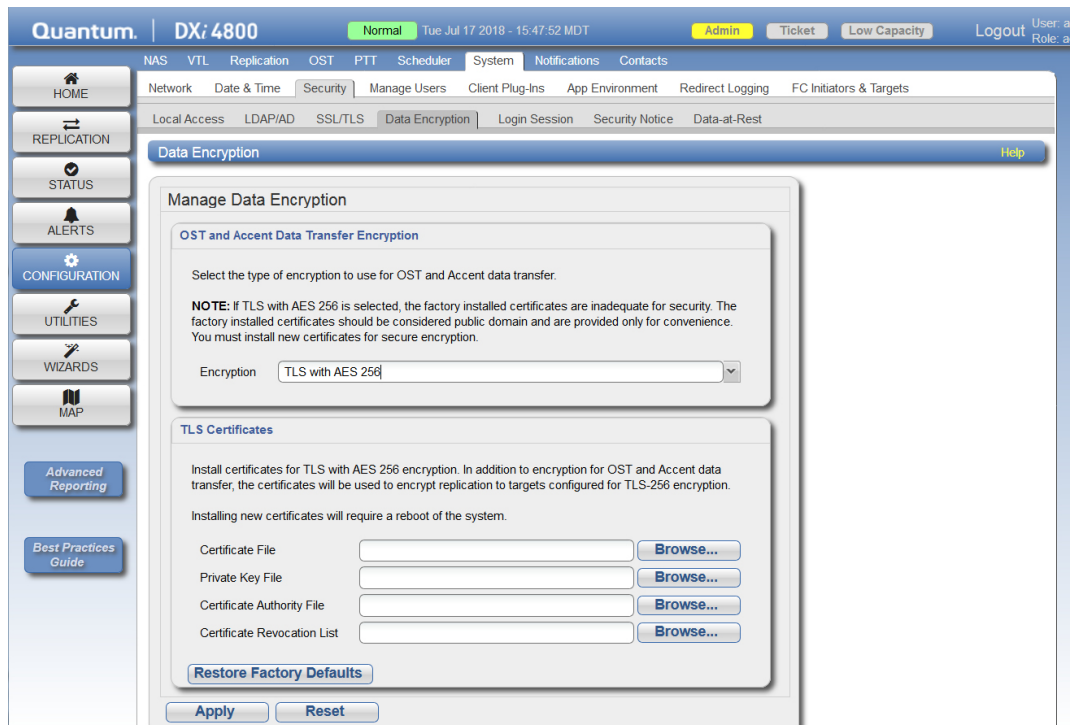 Quantum. DXi 4800 Normal Tue Jul 17 2018 - 15:47:52 MDT Admin Ticket Low Capacity Logout User: a
Role: a
NAS VTL Replication OST PTT Scheduler System Notifications Contacts
Network Date & Time Security Manage Users Client Plug-Ins App Environment Redirect Logging FC Initiators & Targets
Local Access LDAP/AD SSL/TLS Data Encryption Login Session Security Notice Data-at-Rest
HOME
REPLICATION
STATUS
ALERTS
CONFIGURATION
UTILITIES
WIZARDS
MAP
Advanced
Reporting
Best Practices
Guide
Data Encryption Help
Manage Data Encryption
OST and Accent Data Transfer Encryption
Select the type of encryption to use for OST and Accent data transfer.
NOTE: If TLS with AES 256 is selected, the factory installed certificates are inadequate for security. The
factory installed certificates should be considered public domain and are provided only for convenience.
You must install new certificates for secure encryption.
Encryption TLS with AES 256
TLS Certificates
Install certificates for TLS with AES 256 encryption. In addition to encryption for OST and Accent data
transfer, the certificates will be used to encrypt replication to targets configured for TLS-256 encryption.
Installing new certificates will require a reboot of the system.
Certificate File Browse...
Private Key File Browse...
Certificate Authority File Browse...
Certificate Revocation List Browse...
Restore Factory Defaults
Apply Reset